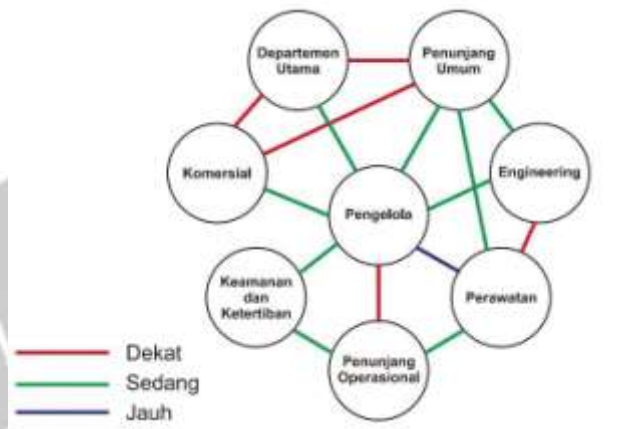 Departemen
Utama
Penunjang
Umum
Komersial
Engineering
Pengelola
Keamanan
dan
Ketertiban
Perawatan
Penunjang
Operasional
Dekat
Sedang
Jauh